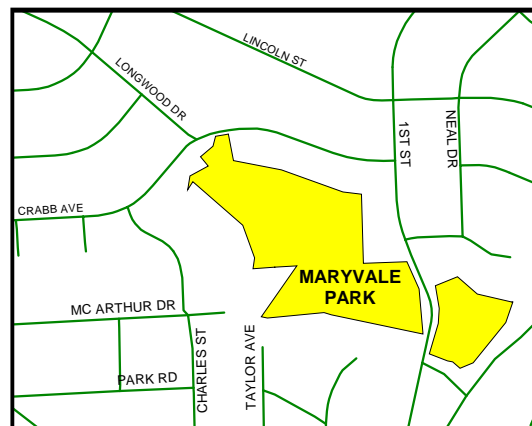 LINCOLN ST
LONGWOOD DR
1ST ST
NEAL DR
CRABB AVE
MARYVALE
PARK
MC ARTHUR DR
CHARLES ST
TAYLOR AVE
PARK RD